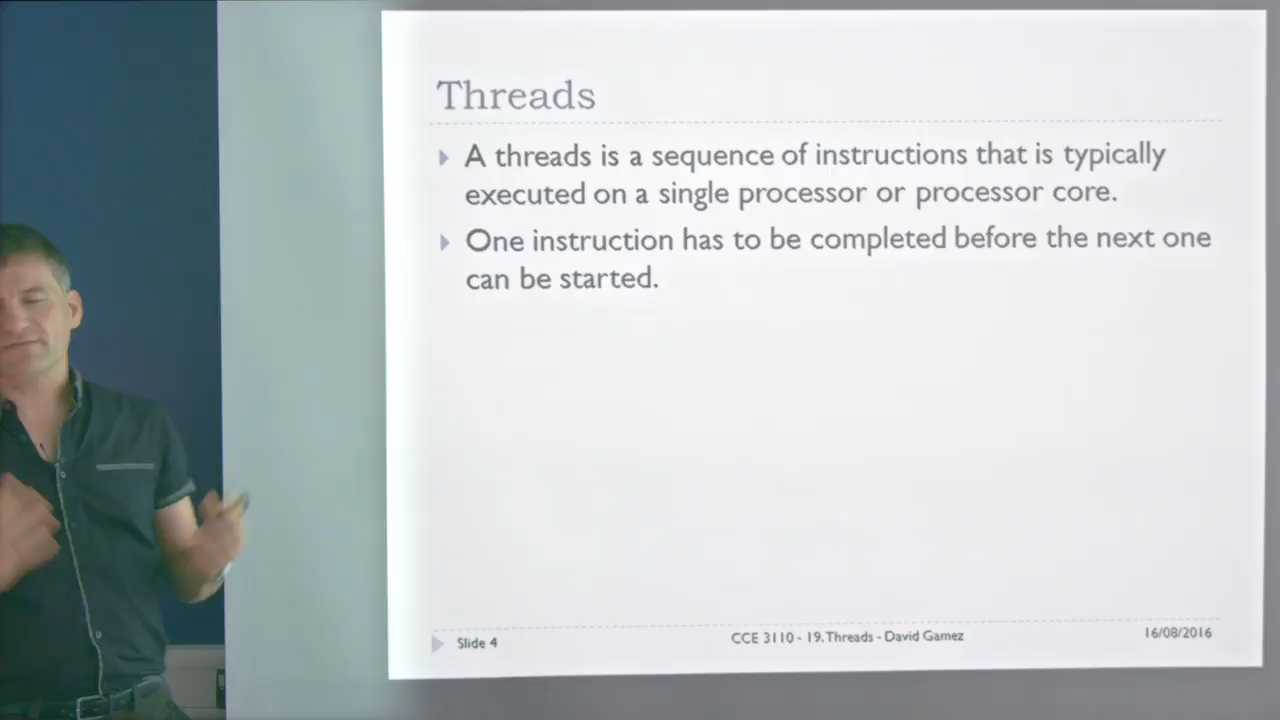 Threads
A threads is a sequence of instructions that is typically
executed on a single processor or processor core.
One instruction has to be completed before the next one
can be started.
Slide 4
CCE 3110 - 19.Threads - David Gamez
16/08/2016